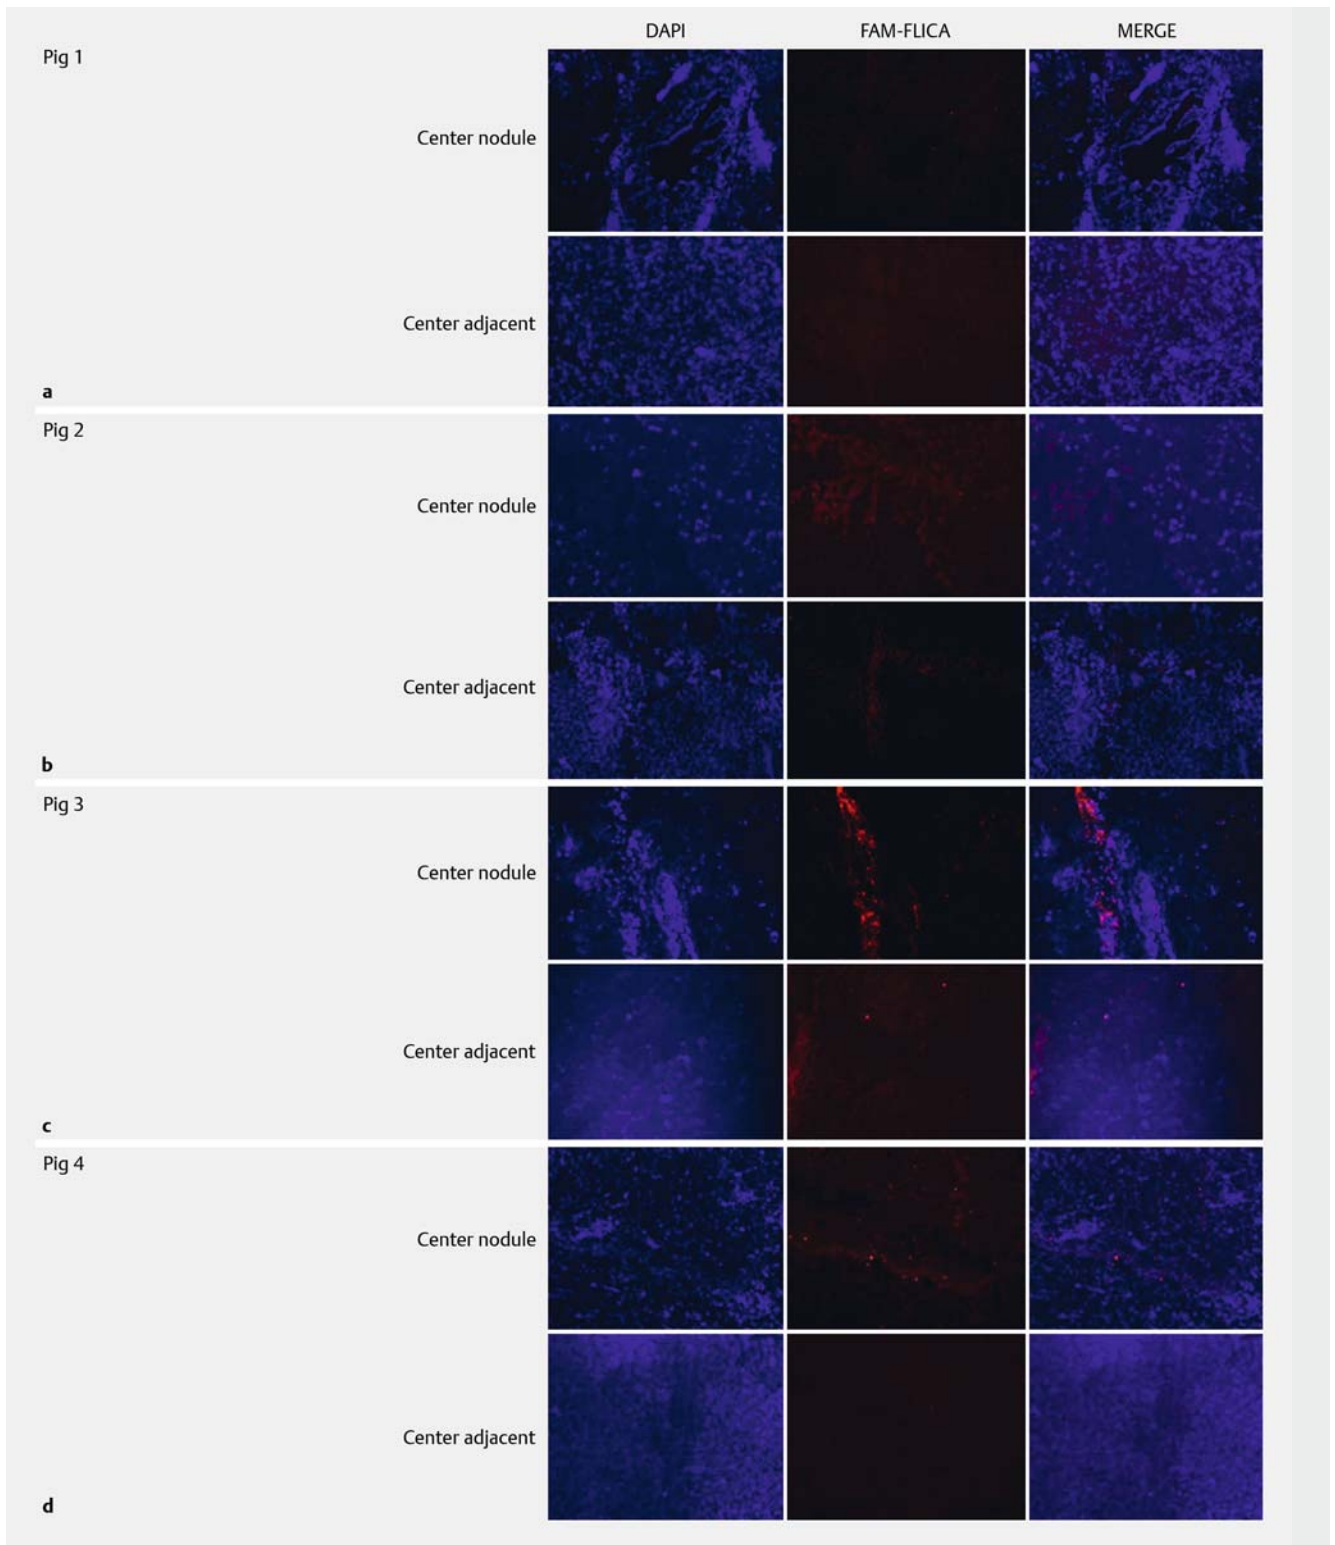 DAPI FAM-FLICA MERGE
Pig 1
Center nodule
Center adjacent
a
Pig 2
Center nodule
Center adjacent
b
Pig 3
Center nodule
Center adjacent
c
Pig 4
Center nodule
Center adjacent
d